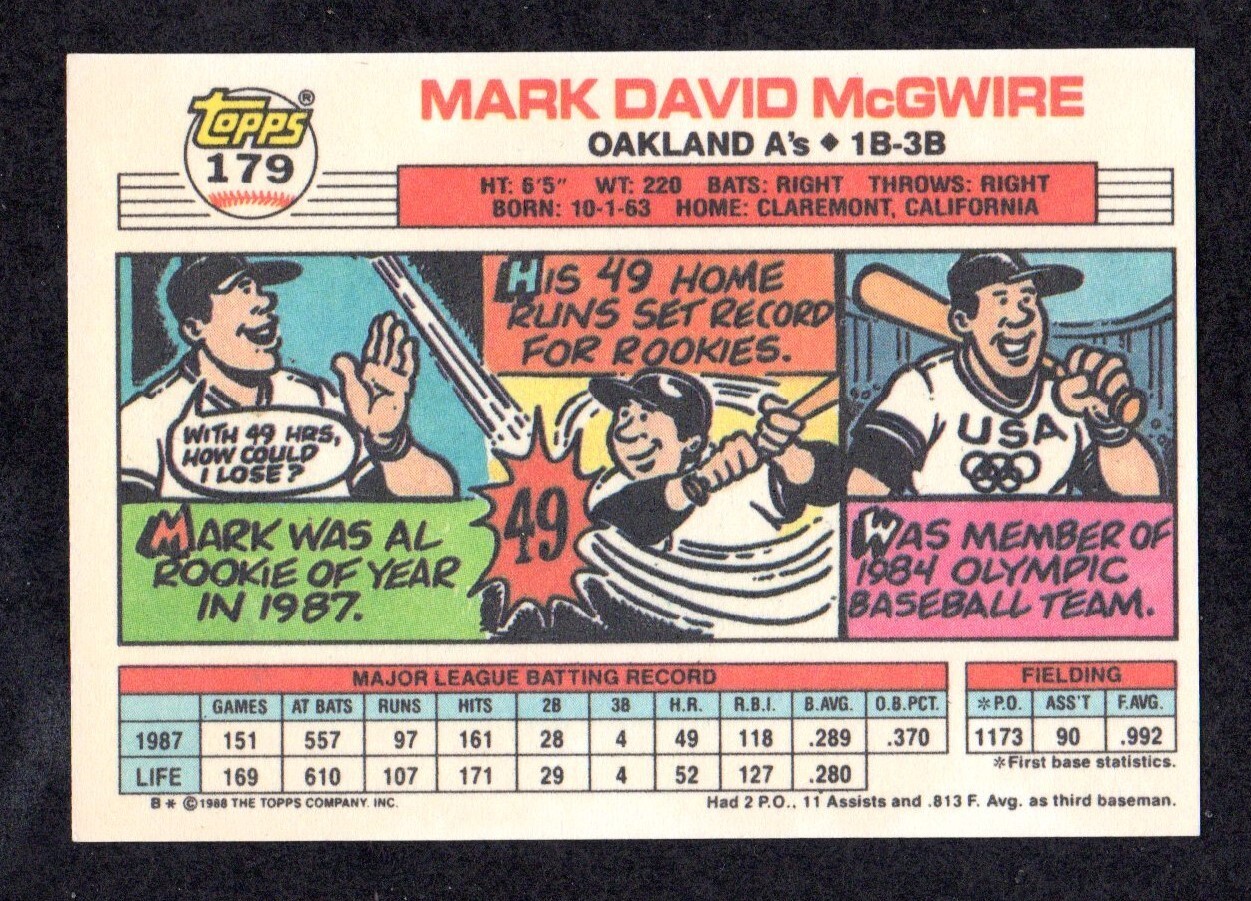 Topps®
179
MARK DAVID McGWIRE
OAKLAND A's ◆ 1B-3B
HT: 6'5" WT: 220 BATS: RIGHT THROWS: RIGHT
BORN: 10-1-63 HOME: CLAREMONT, CALIFORNIA
WITH 49 HRS,
HOW COULD
I LOSE?
MARK WAS AL
ROOKIE OF YEAR
IN 1987.
HIS 49 HOME
RUNS SET RECORD
FOR ROOKIES.
49
USA
WAS MEMBER OF
1984 OLYMPIC
BASEBALL TEAM.
MAJOR LEAGUE BATTING RECORD
GAMES AT BATS RUNS HITS 2B 3B H.R. R.B.I. B.AVG. O.B.PCT.
1987 151 557 97 161 28 4 49 118 .289 .370
LIFE 169 610 107 171 29 4 52 127 .280
FIELDING
*P.O. ASS'T F.AVG.
1173 90 .992
*First base statistics.
B* ©1988 THE TOPPS COMPANY, INC.
Had 2 P.O., 11 Assists and .813 F. Avg. as third baseman.